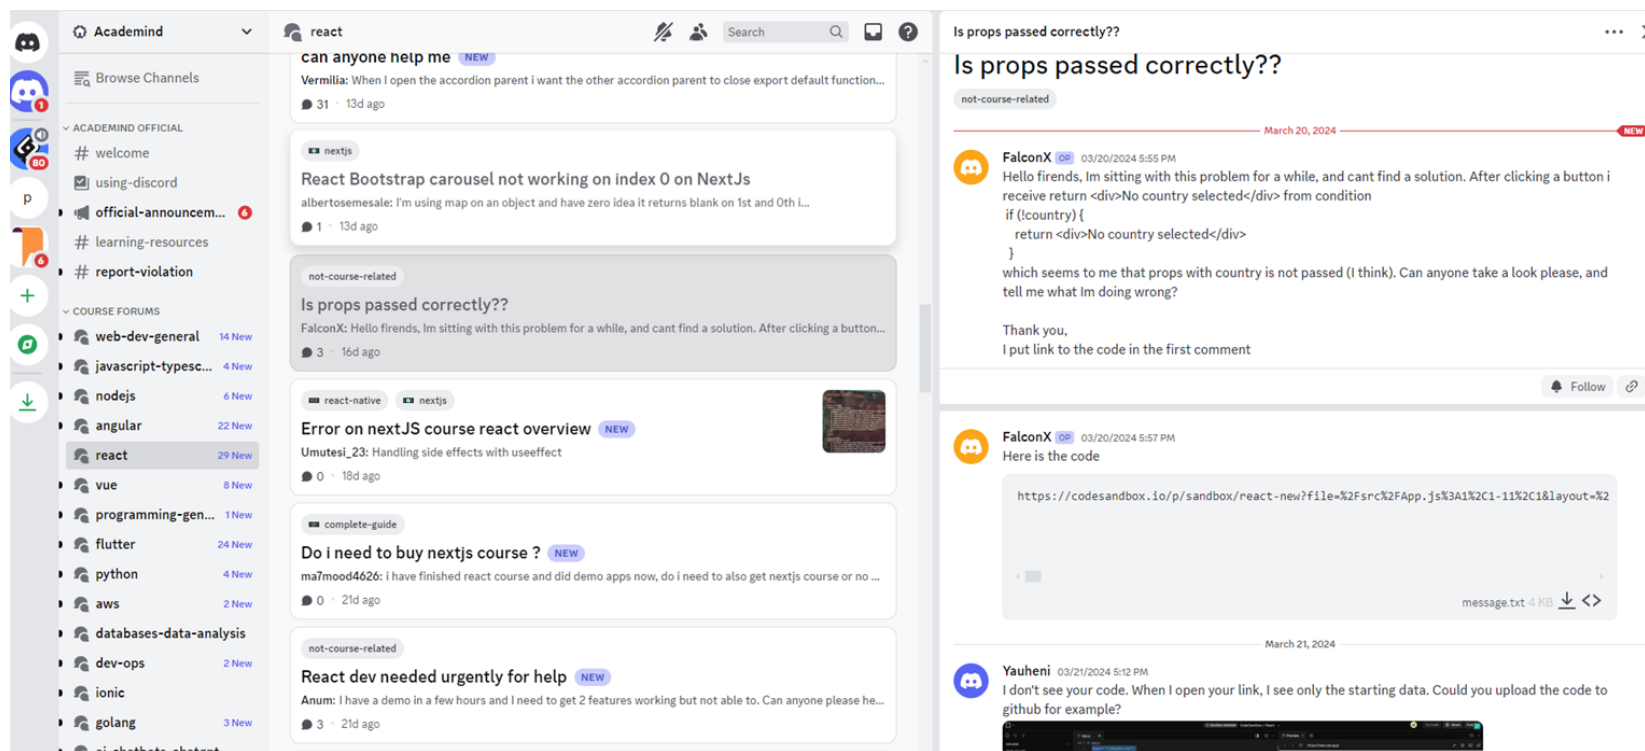 1
80
p
6
Academind
Browse Channels
ACADEMIND OFFICIAL
# welcome
using-discord
official-announcem... 6
# learning-resources
# report-violation
COURSE FORUMS
web-dev-general 14 New
javascript-typesc... 4 New
nodejs 6 New
angular 22 New
react 29 New
vue 8 New
programming-gen... 1 New
flutter 24 New
python 4 New
aws 2 New
databases-data-analysis
dev-ops 2 New
ionic
golang 3 New
react
Search
can anyone help me NEW
Vermilia: When I open the accordion parent i want the other accordion parent to close export default function...
31 · 13d ago
nextjs
React Bootstrap carousel not working on index 0 on NextJs
albertosemesale: I'm using map on an object and have zero idea it returns blank on 1st and 0th i...
1 · 13d ago
not-course-related
Is props passed correctly??
FalconX: Hello firends, Im sitting with this problem for a while, and cant find a solution. After clicking a button...
3 · 16d ago
react-native nextjs
Error on nextJS course react overview NEW
Umutesi_23: Handling side effects with useeffect
0 · 18d ago
complete-guide
Do i need to buy nextjs course ? NEW
ma7mood4626: i have finished react course and did demo apps now, do i need to also get nextjs course or no ...
0 · 21d ago
not-course-related
React dev needed urgently for help NEW
Anum: I have a demo in a few hours and I need to get 2 features working but not able to. Can anyone please he...
3 · 21d ago
Is props passed correctly??
Is props passed correctly??
not-course-related
March 20, 2024 NEW
FalconX OP 03/20/2024 5:55 PM
Hello firends, Im sitting with this problem for a while, and cant find a solution. After clicking a button i
receive return <div>No country selected</div> from condition
if (!country) {
return <div>No country selected</div>
}
which seems to me that props with country is not passed (I think). Can anyone take a look please, and
tell me what Im doing wrong?
Thank you,
I put link to the code in the first comment
Follow
FalconX OP 03/20/2024 5:57 PM
Here is the code
https://codesandbox.io/p/sandbox/react-new?file=%2Fsrc%2FApp.js%3A1%2C1-11%2C1&layout=%2
message.txt 4 KB
March 21, 2024
Yauheni 03/21/2024 5:12 PM
I don't see your code. When I open your link, I see only the starting data. Could you upload the code to
github for example?